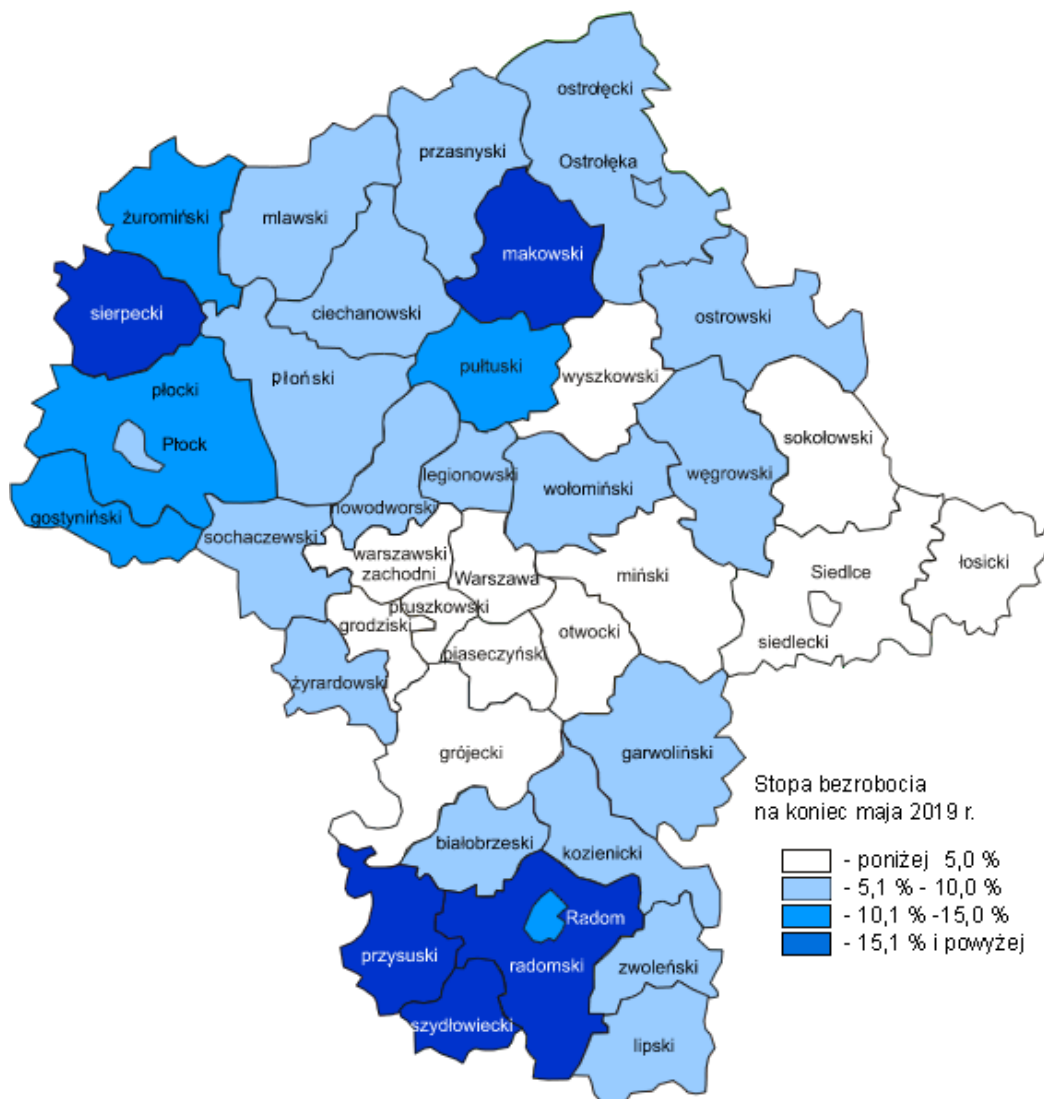 ostrołęcki
przasnyski
Ostrołęka
żuromiński
mlawski
makowski
sierpecki
ciechanowski
ostrowski
płocki
płoński
pułtuski
wyszkowski
Płock
sokołowski
legionowski
wołomiński
węgrowski
gostyniński
nowodworski
sochaczewski
warszawski
zachodni
Warszawa
miński
Siedlce
łosicki
pruszkowski
grodziski
otwocki
siedlecki
piaseczyński
żyrardowski
grójecki
garwoliński
białobrzeski
kozienicki
Radom
przysuski
radomski
zwoleński
szydłowiecki
lipski
Stopa bezrobocia
na koniec maja 2019 r.
- poniżej 5,0 %
- 5,1 % - 10,0 %
- 10,1 % -15,0 %
- 15,1 % i powyżej